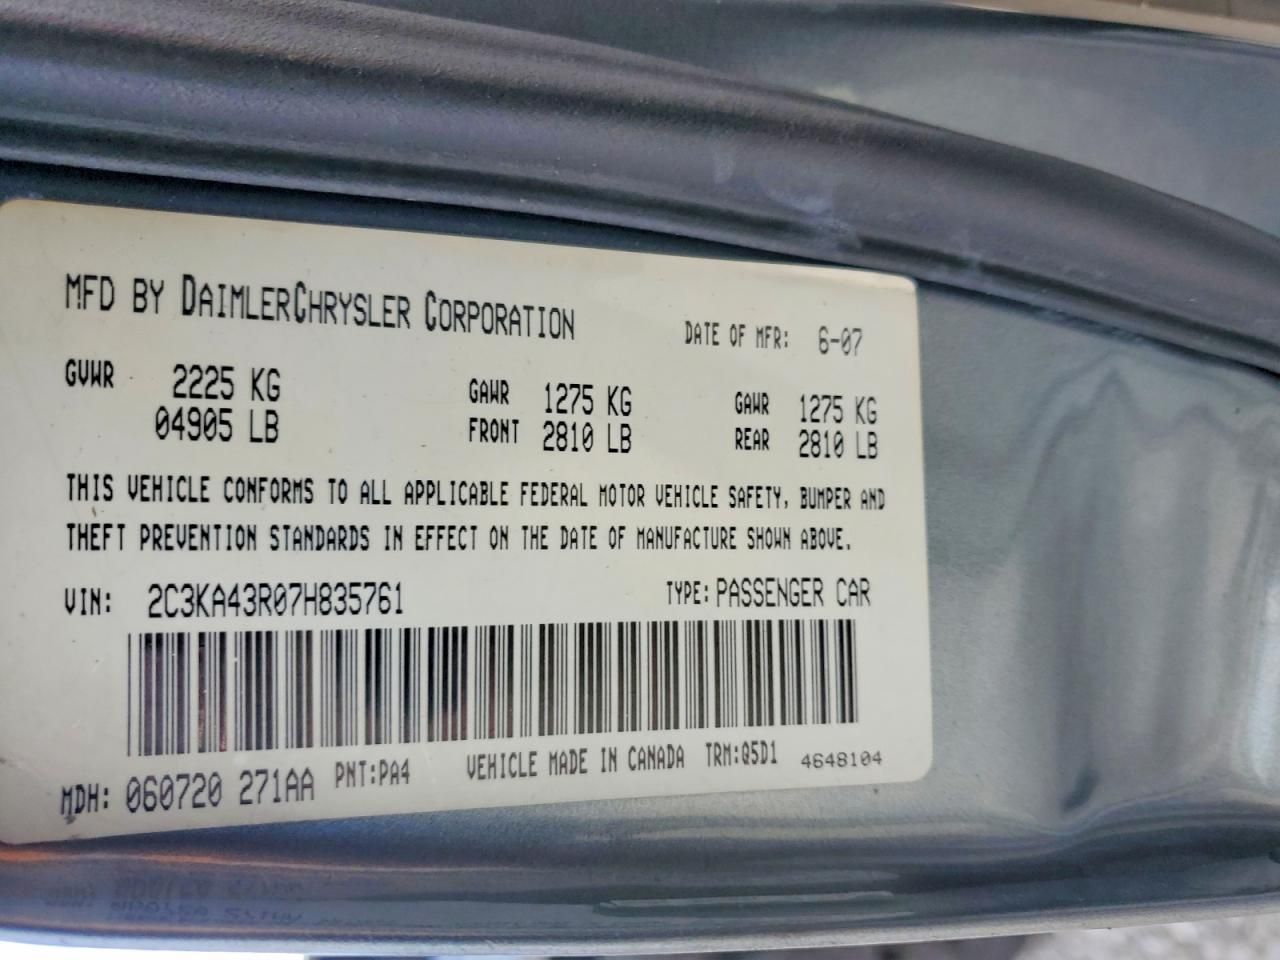 MFD BY DAIMLERCHRYSLER CORPORATION DATE OF MFR: 6-07
GVWR 2225 KG GAWR 1275 KG GAWR 1275 KG
04905 LB FRONT 2810 LB REAR 2810 LB
THIS VEHICLE CONFORMS TO ALL APPLICABLE FEDERAL MOTOR VEHICLE SAFETY, BUMPER AND
THEFT PREVENTION STANDARDS IN EFFECT ON THE DATE OF MANUFACTURE SHOWN ABOVE.
VIN: 2C3KA43R07H835761 TYPE: PASSENGER CAR
MDH: 060720 271AA PNT:PA4 VEHICLE MADE IN CANADA TRM:Q5D1 4648104